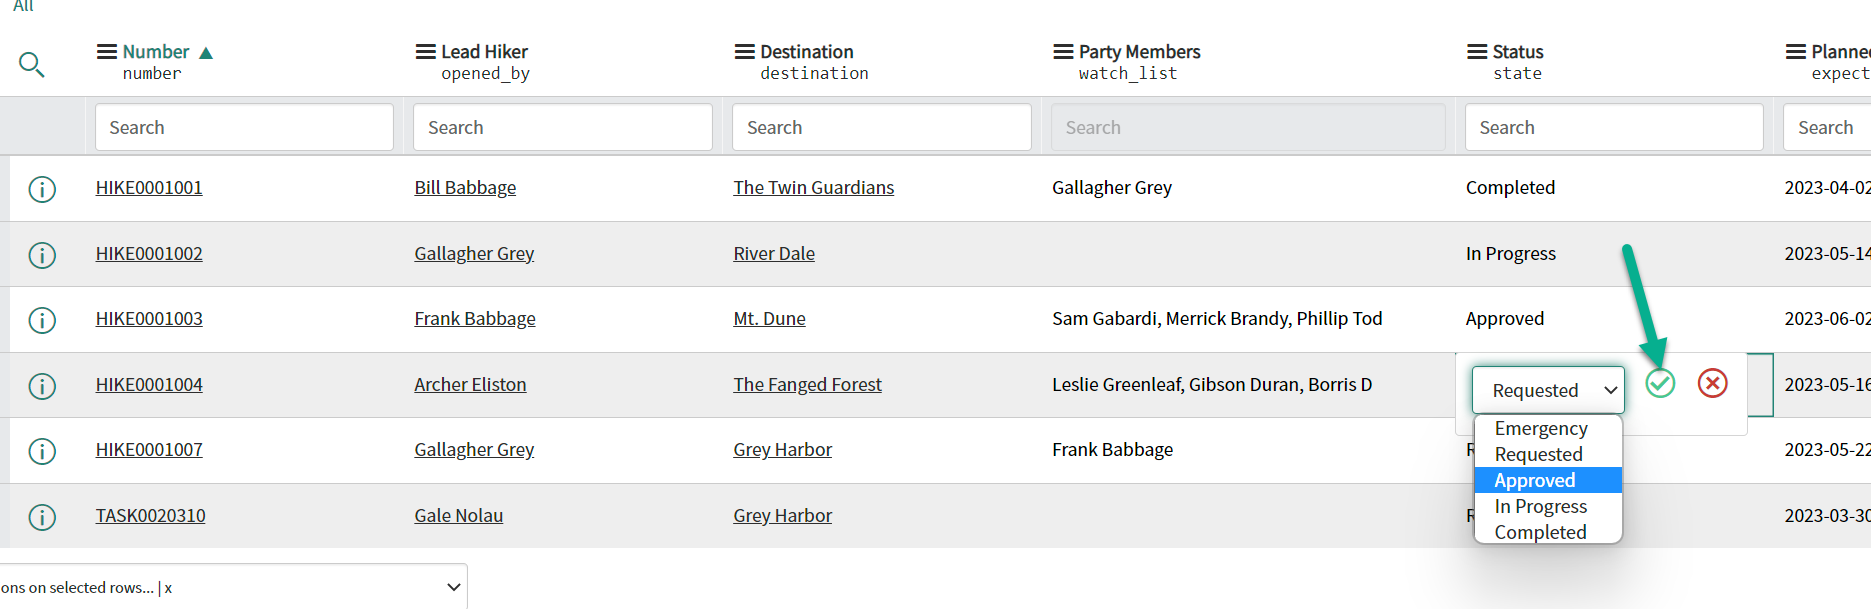 All
Number ▲ Lead Hiker Destination Party Members Status Planne
number opened_by destination watch_list state expect
Search Search Search Search Search Search
HIKE0001001 Bill Babbage The Twin Guardians Gallagher Grey Completed 2023-04-02
HIKE0001002 Gallagher Grey River Dale In Progress 2023-05-14
HIKE0001003 Frank Babbage Mt. Dune Sam Gabardi, Merrick Brandy, Phillip Tod Approved 2023-06-02
HIKE0001004 Archer Eliston The Fanged Forest Leslie Greenleaf, Gibson Duran, Borris D Requested 2023-05-16
Emergency
Requested
Approved
In Progress
Completed
HIKE0001007 Gallagher Grey Grey Harbor Frank Babbage R 2023-05-22
TASK0020310 Gale Nolau Grey Harbor R 2023-03-30
ons on selected rows... | x